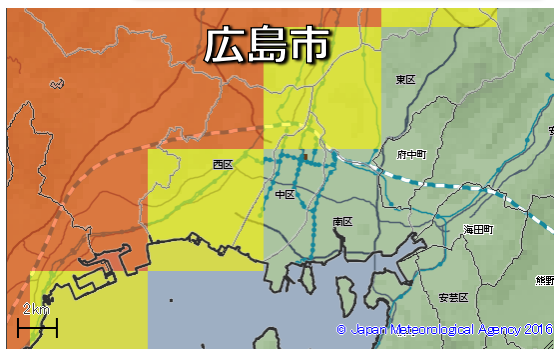 広島市
東区
府中町
西区
中区
南区
海田町
熊野
安芸区
2km
© Japan Meteorological Agency 2016